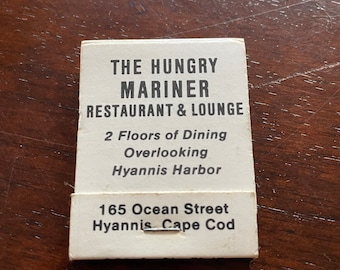 THE HUNGRY
MARINER
RESTAURANT & LOUNGE
2 Floors of Dining
Overlooking
Hyannis Harbor
165 Ocean Street
Hyannis, Cape Cod